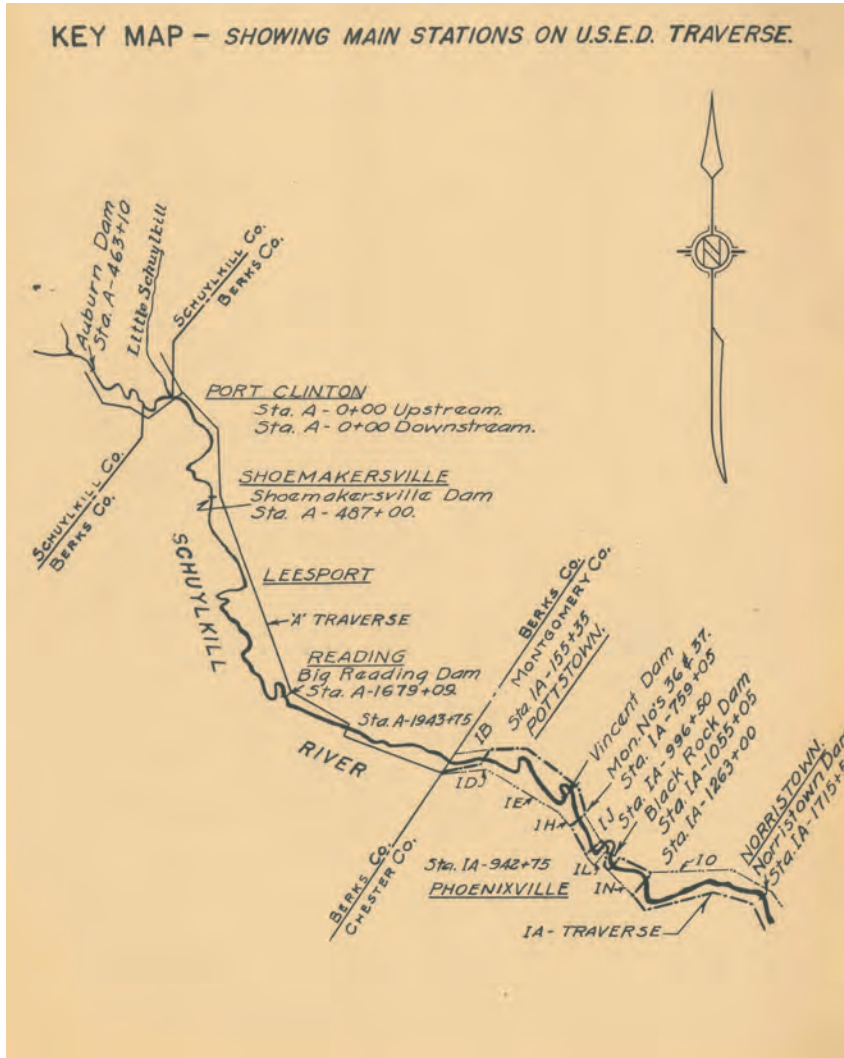 KEY MAP – SHOWING MAIN STATIONS ON U.S.E.D. TRAVERSE.
N
Auburn Dam
Sta. A-463+10
Little Schuylkill
SCHUYLKILL CO.
BERKS CO.
PORT CLINTON
Sta. A-0+00 Upstream.
Sta. A-0+00 Downstream.
SCHUYLKILL CO.
BERKS CO.
SHOEMAKERSVILLE
Shoemakersville Dam
Sta. A-487+00.
SCHUYLKILL
LEESPORT
'A' TRAVERSE
READING
Big Reading Dam
Sta. A-1679+09
Sta. A-1943+75
RIVER
BERKS CO.
MONTGOMERY CO.
IB
Sta. IA-155+35
POTTSTOWN.
Vincent Dam
Mon. No's 36 & 37.
Sta. IA-759+05
IJ
Sta. IA-996+50
Black Rock Dam
Sta. IA-1055+05
Sta. IA-1263+00
NORRISTOWN.
Norristown Dam
Sta. IA-1715+5
ID
IE
IH
IL
IN
IO
Sta. IA-942+75
PHOENIXVILLE
BERKS CO.
CHESTER CO.
IA- TRAVERSE